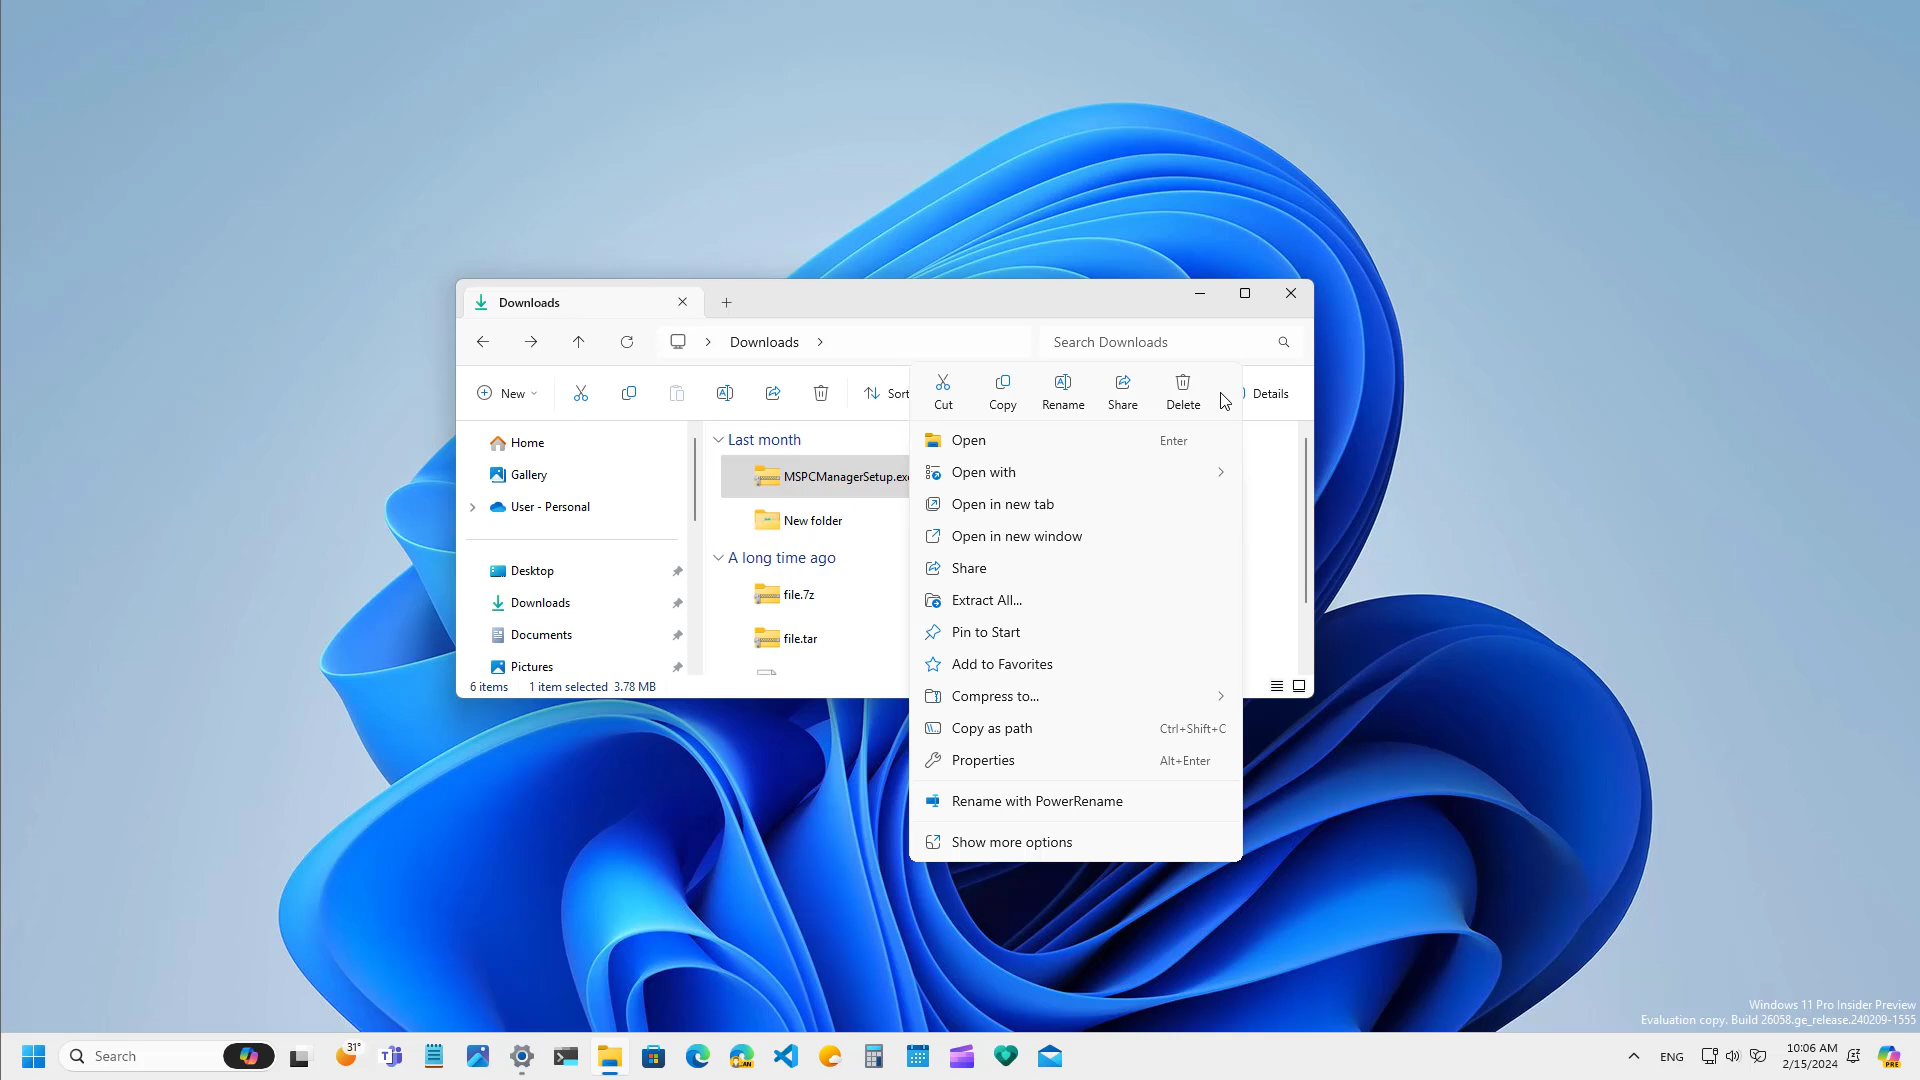 Downloads
Downloads
Search Downloads
New
Sort
Details
Cut
Copy
Rename
Share
Delete
Home
Gallery
User - Personal
Desktop
Downloads
Documents
Pictures
Last month
MSPCManagerSetup.exe
New folder
A long time ago
file.7z
file.tar
6 items
1 item selected 3.78 MB
Open Enter
Open with
Open in new tab
Open in new window
Share
Extract All...
Pin to Start
Add to Favorites
Compress to...
Copy as path Ctrl+Shift+C
Properties Alt+Enter
Rename with PowerRename
Show more options
Windows 11 Pro Insider Preview
Evaluation copy. Build 26058.ge_release.240209-1555
Search
31°
CAN
ENG
10:06 AM
2/15/2024
PRE